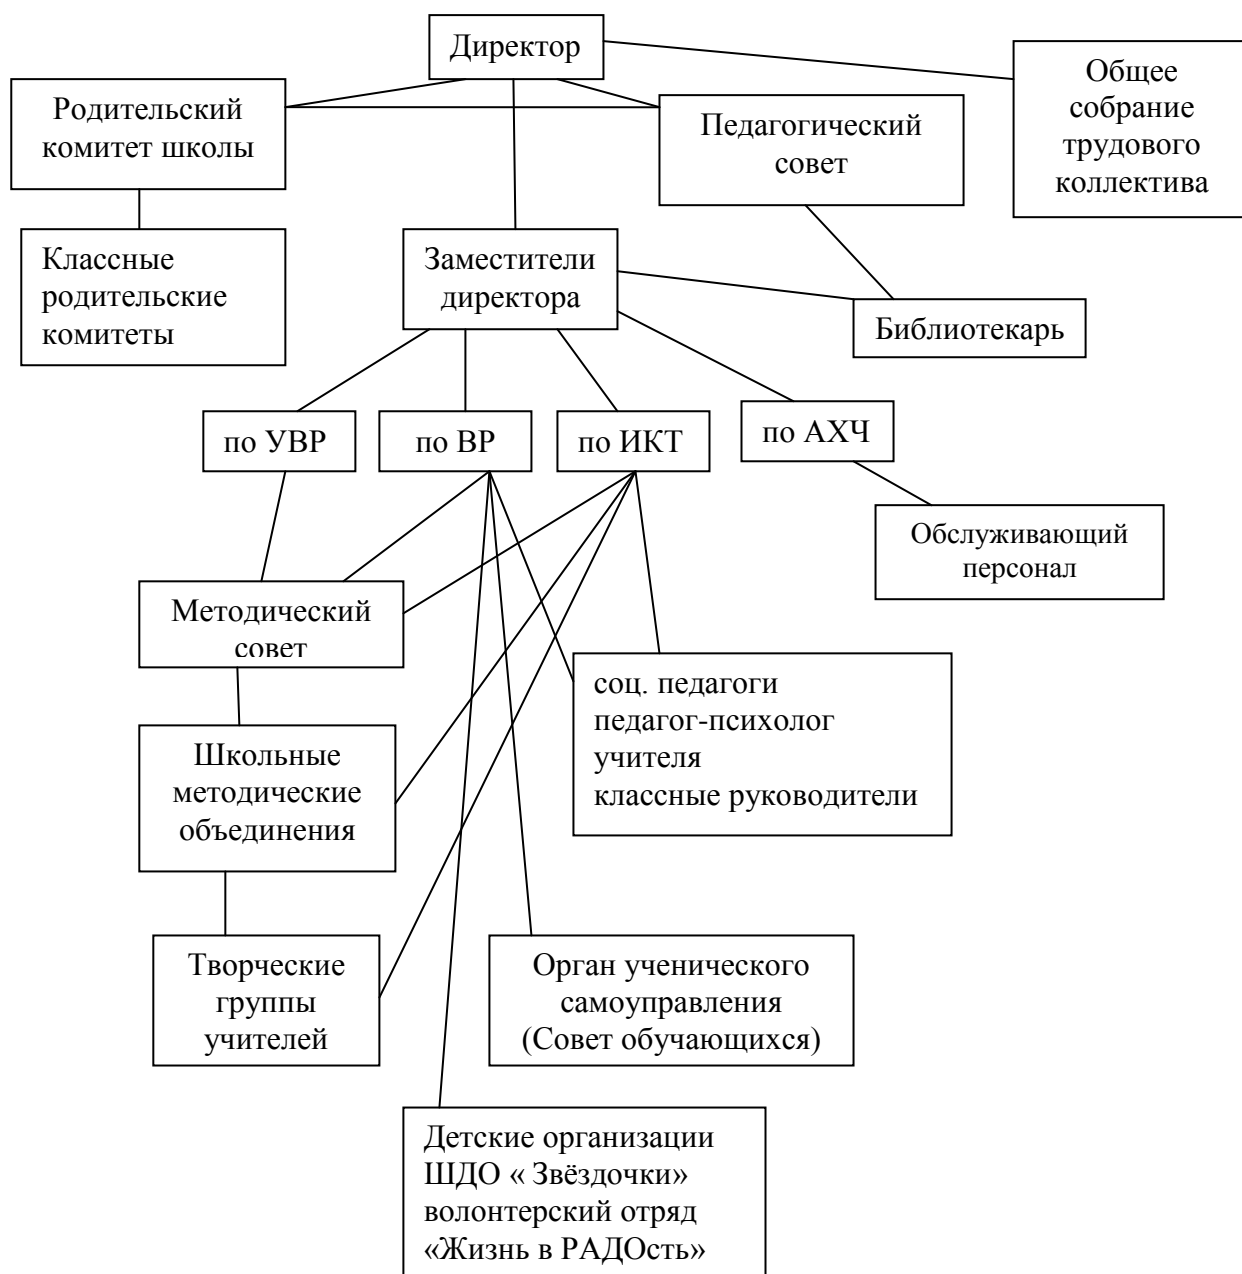 Директор
Общее
собрание
трудового
коллектива
Родительский
комитет школы
Педагогический
совет
Классные
родительские
комитеты
Заместители
директора
Библиотекарь
по УВР
по ВР
по ИКТ
по АХЧ
Обслуживающий
персонал
Методический
совет
соц. педагоги
педагог-психолог
учителя
классные руководители
Школьные
методические
объединения
Творческие
группы
учителей
Орган ученического
самоуправления
(Совет обучающихся)
Детские организации
ШДО « Звёздочки»
волонтерский отряд
«Жизнь в РАДОсть»